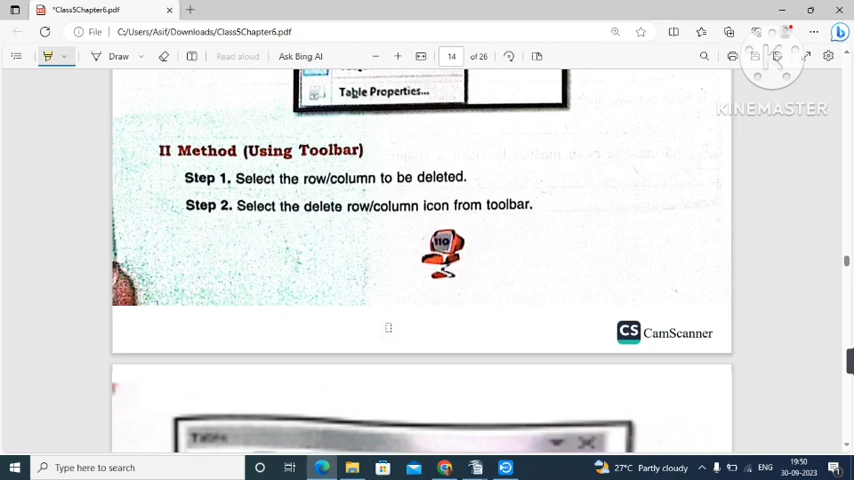 *Class5Chapter6.pdf
File
C:/Users/Asif/Downloads/Class5Chapter6.pdf
Draw
Read aloud
Ask Bing AI
14
of 26
KINEMASTER
Table Properties...
II Method (Using Toolbar)
Step 1. Select the row/column to be deleted.
Step 2. Select the delete row/column icon from toolbar.
110
CS CamScanner
Table
Type here to search
27°C Partly cloudy
ENG
19:50
30-09-2023